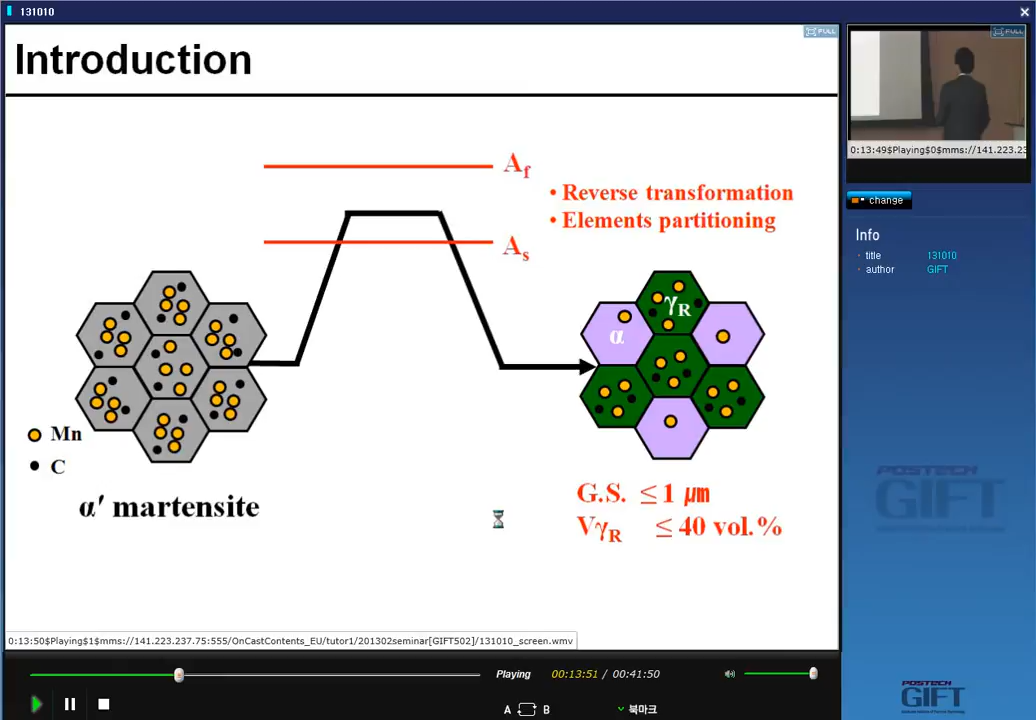 131010
FULL
Introduction
FULL
Af
• Reverse transformation
• Elements partitioning
As
0:13:49$Playing$0$mms://141.223.23
change
Info
title 131010
author GIFT
γR
α
Mn
C
α′ martensite
G.S. ≤ 1 μm
VγR ≤ 40 vol.%
POSTECH
GIFT
0:13:50$Playing$1$mms://141.223.237.75:555/OnCastContents_EU/tutor1/201302seminar[GIFT502]/131010_screen.wmv
Playing 00:13:51 / 00:41:50
A B 북마크
POSTECH
GIFT